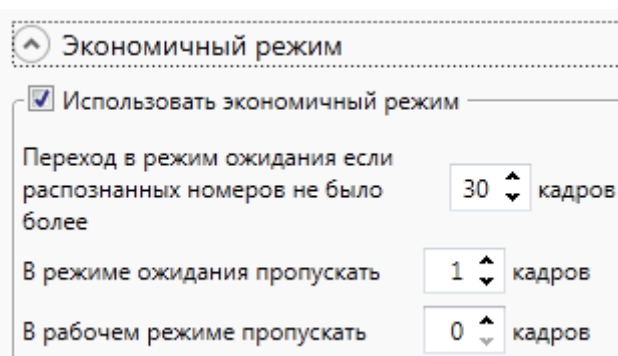 Экономичный режим
Использовать экономичный режим
Переход в режим ожидания если
распознанных номеров не было
более
30 кадров
В режиме ожидания пропускать 1 кадров
В рабочем режиме пропускать 0 кадров